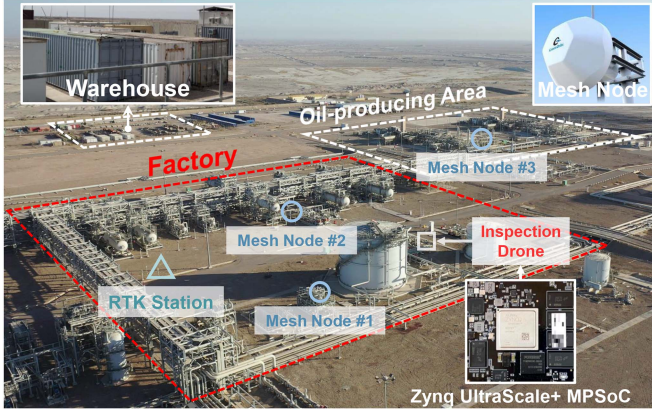 Warehouse
Oil-producing Area
Mesh Node
Factory
Mesh Node #3
Mesh Node #2
Inspection
Drone
RTK Station
Mesh Node #1
Zynq UltraScale+ MPSoC